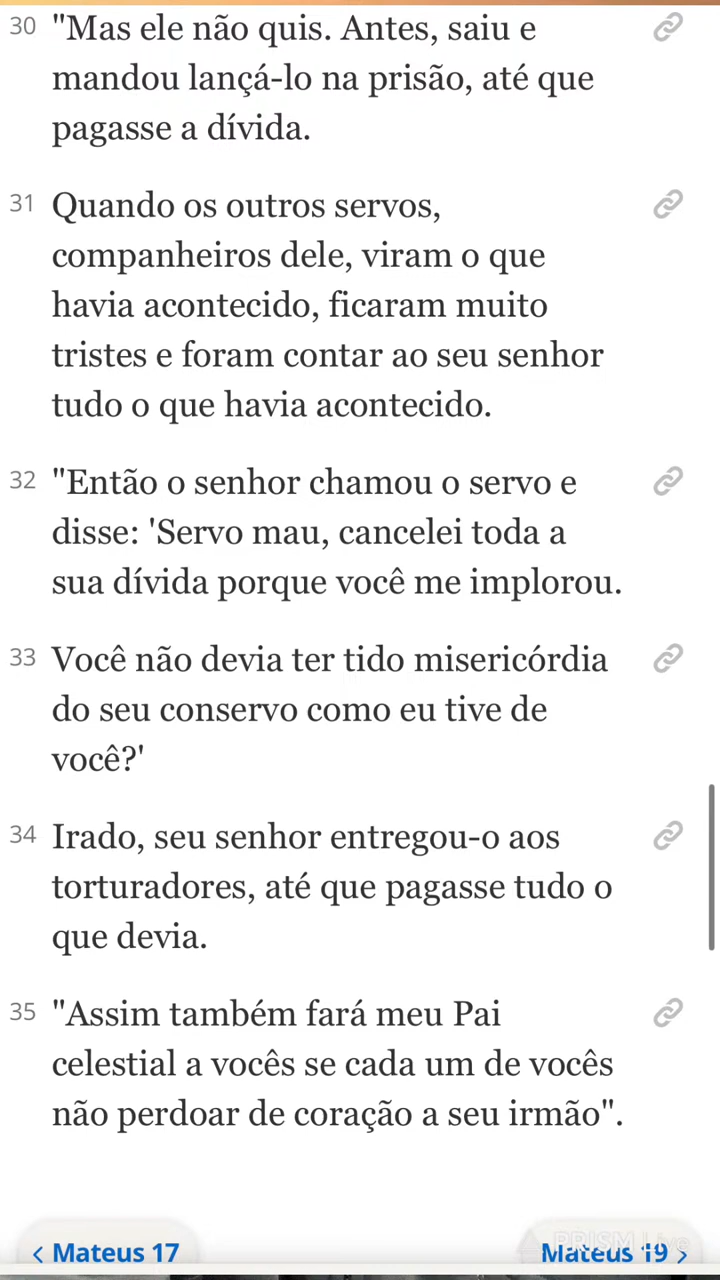 30 "Mas ele não quis. Antes, saiu e
mandou lançá-lo na prisão, até que
pagasse a dívida.
31 Quando os outros servos,
companheiros dele, viram o que
havia acontecido, ficaram muito
tristes e foram contar ao seu senhor
tudo o que havia acontecido.
32 "Então o senhor chamou o servo e
disse: 'Servo mau, cancelei toda a
sua dívida porque você me implorou.
33 Você não devia ter tido misericórdia
do seu conservo como eu tive de
você?'
34 Irado, seu senhor entregou-o aos
torturadores, até que pagasse tudo o
que devia.
35 "Assim também fará meu Pai
celestial a vocês se cada um de vocês
não perdoar de coração a seu irmão".
‹ Mateus 17
Mateus 19 ›
PRISM Live